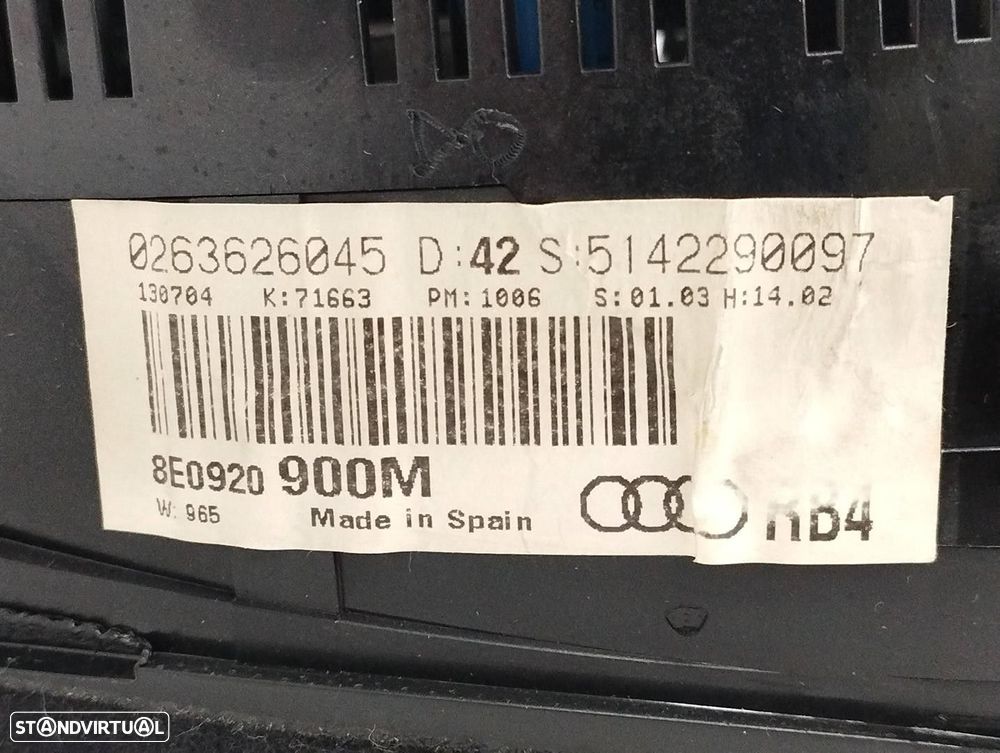 0263626045 D:42 S:5142290097
130704 K:71663 PM:1006 S:01.03 H:14.02
8E0920 900M
W: 965 Made in Spain RB4
STANDVIRTUAL